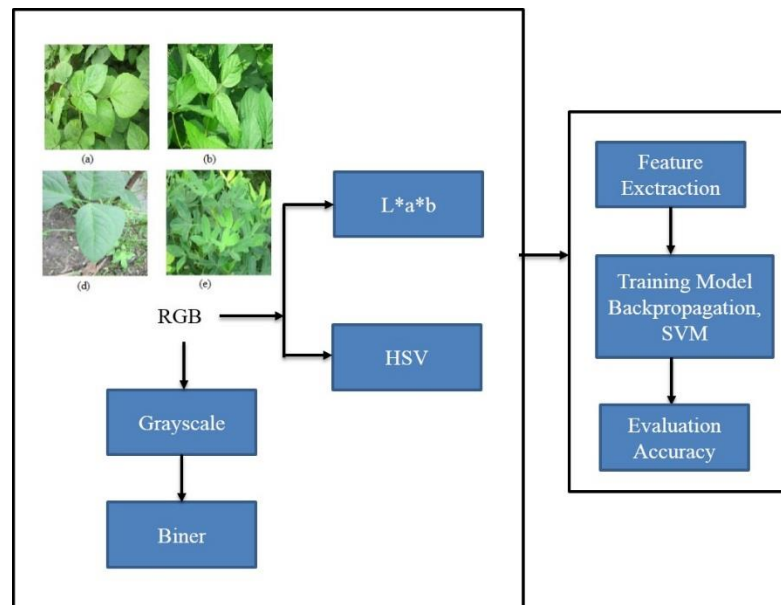 (a)
(b)
(d)
(e)
RGB
L*a*b
HSV
Grayscale
Biner
Feature
Exctraction
Training Model
Backpropagation,
SVM
Evaluation
Accuracy